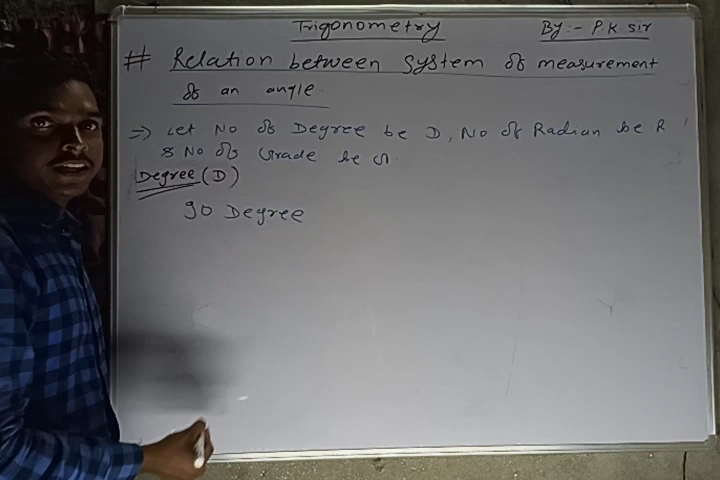 Trigonometry By:- P.K sir
# Relation between System of measurement
of an angle.
⇒ Let No of Degree be D, No of Radian be R
& No of Grade be G.
Degree (D)
90 Degree